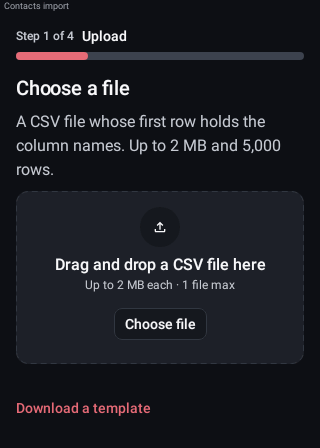 Contacts import
Step 1 of 4 Upload
Choose a file
A CSV file whose first row holds the
column names. Up to 2 MB and 5,000
rows.
Drag and drop a CSV file here
Up to 2 MB each · 1 file max
Choose file
Download a template